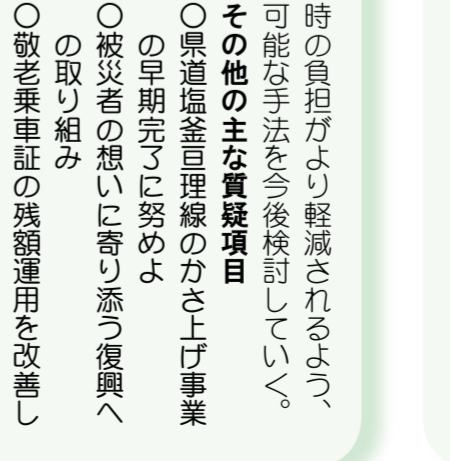 時の負担がより軽減されるよう、
可能な手法を今後検討していく。
その他の主な質疑項目
〇県道塩釜亘理線のかさ上げ事業
の早期完了に努めよ
〇被災者の想いに寄り添う復興へ
の取り組み
〇敬老乗車証の残額運用を改善し